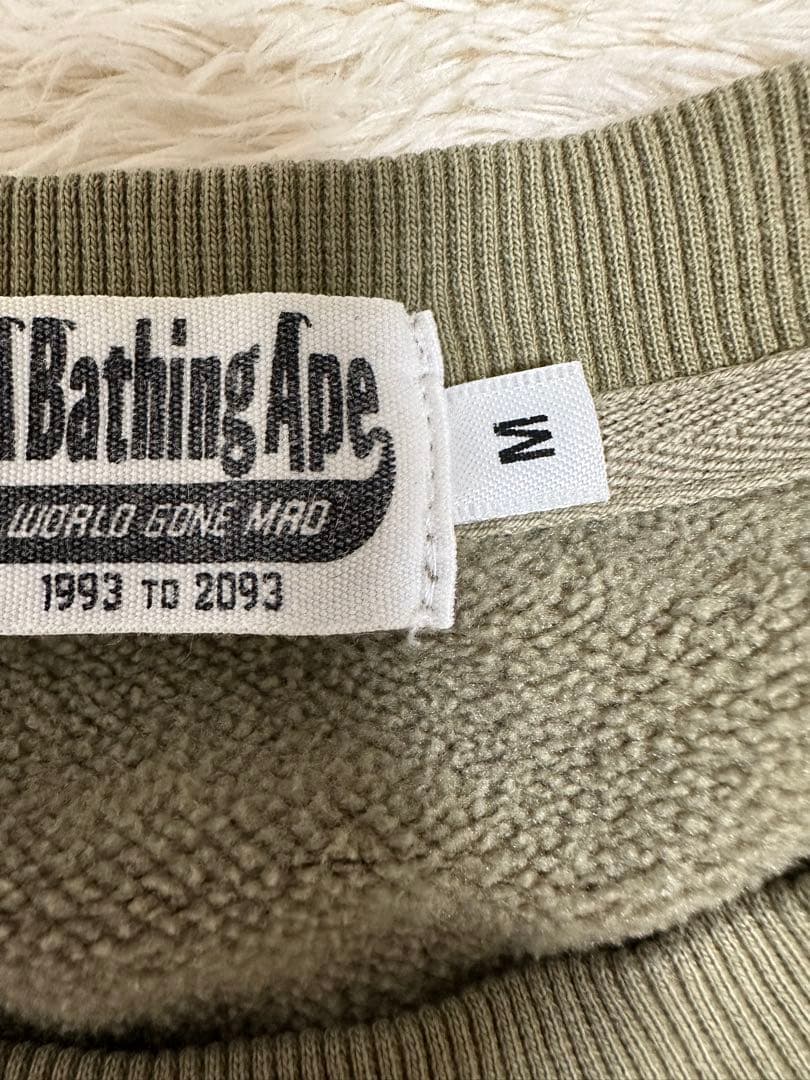 A Bathing Ape
WORLD GONE MAD
1993 TO 2093
M